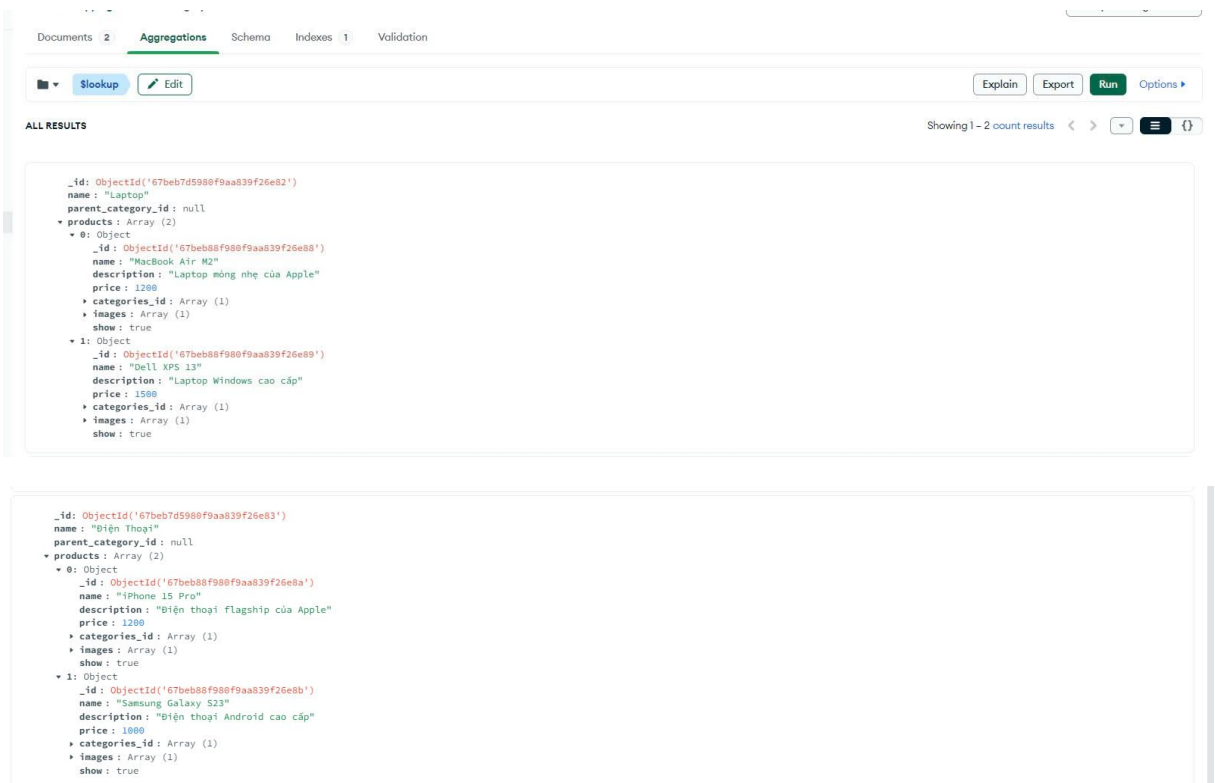 Documents 2 Aggregations Schema Indexes 1 Validation
$lookup Edit Explain Export Run Options
ALL RESULTS Showing 1 – 2 count results {}
_id: ObjectId('67beb7d5980f9aa839f26e82')
name : "Laptop"
parent_category_id : null
products : Array (2)
0: Object
_id : ObjectId('67beb88f980f9aa839f26e88')
name : "MacBook Air M2"
description : "Laptop mỏng nhẹ của Apple"
price : 1200
categories_id : Array (1)
images : Array (1)
show : true
1: Object
_id : ObjectId('67beb88f980f9aa839f26e89')
name : "Dell XPS 13"
description : "Laptop Windows cao cấp"
price : 1500
categories_id : Array (1)
images : Array (1)
show : true
_id: ObjectId('67beb7d5980f9aa839f26e83')
name : "Điện Thoại"
parent_category_id : null
products : Array (2)
0: Object
_id : ObjectId('67beb88f980f9aa839f26e8a')
name : "iPhone 15 Pro"
description : "Điện thoại flagship của Apple"
price : 1200
categories_id : Array (1)
images : Array (1)
show : true
1: Object
_id : ObjectId('67beb88f980f9aa839f26e8b')
name : "Samsung Galaxy S23"
description : "Điện thoại Android cao cấp"
price : 1000
categories_id : Array (1)
images : Array (1)
show : true